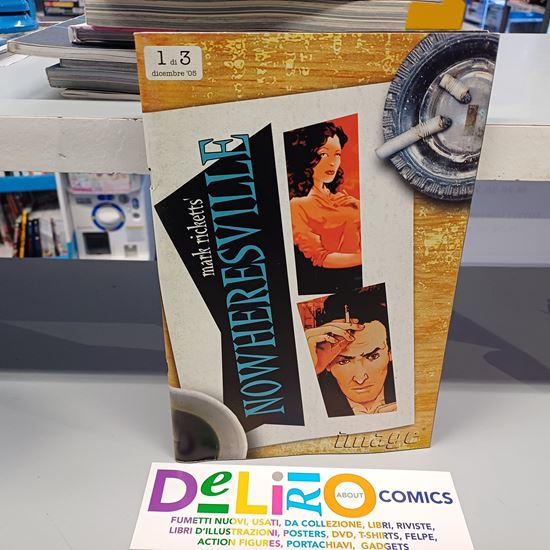 1 di 3
dicembre '05
mark ricketts'
NOWHERESVILLE
image
DeLiRiO
ABOUT
COMICS
FUMETTI NUOVI, USATI, DA COLLEZIONE, LIBRI, RIVISTE,
LIBRI D'ILLUSTRAZIONI, POSTERS, DVD, T-SHIRTS, FELPE,
ACTION FIGURES, PORTACHIAVI, GADGETS